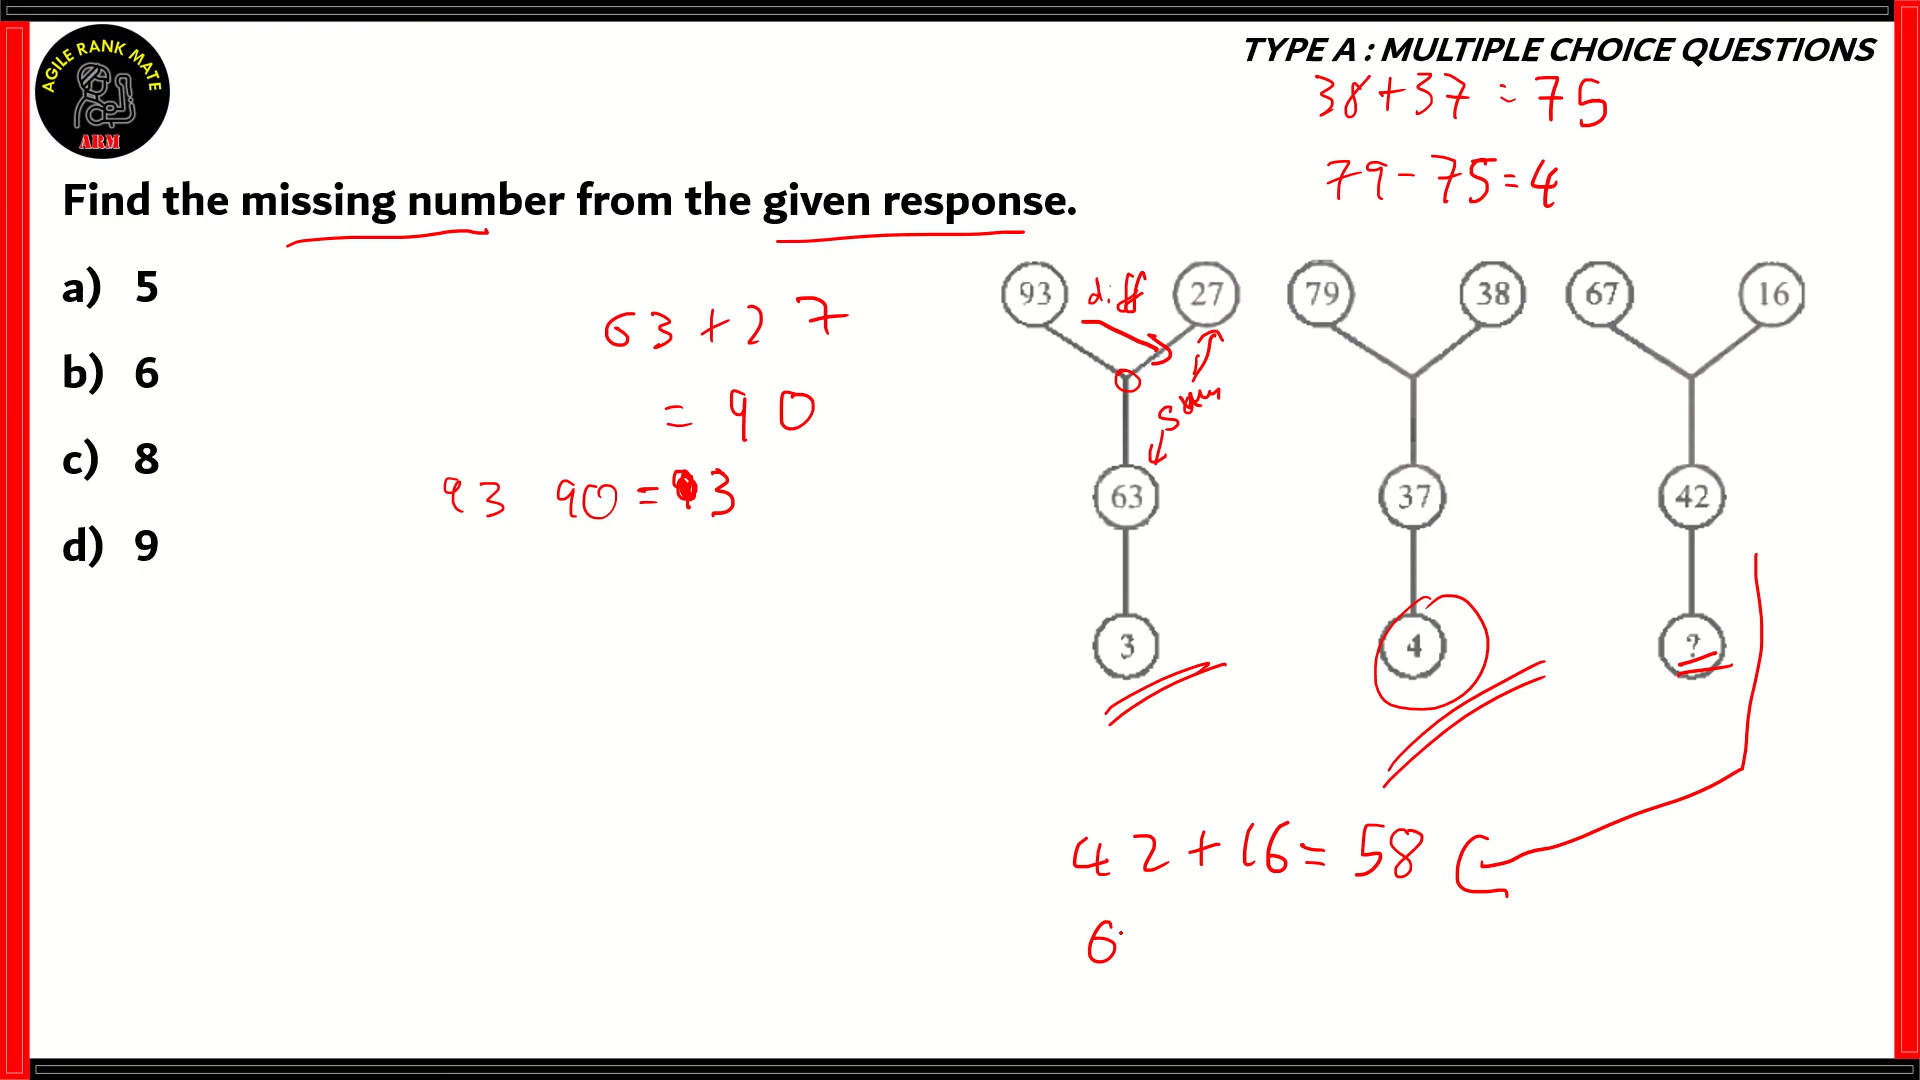 AGILE RANK MATE
ARM
TYPE A : MULTIPLE CHOICE QUESTIONS
38+37 = 75
79-75=4
Find the missing number from the given response.
a) 5
b) 6
c) 8
d) 9
63+27
= 90
93 90= 3
93 diff 27
sum
63
3
79 38
37
4
67 16
42
?
42+16=58
6